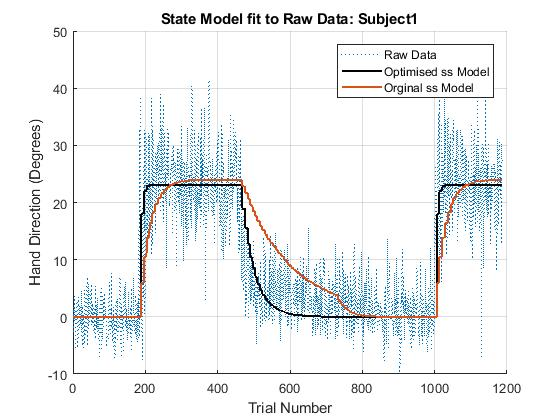 State Model fit to Raw Data: Subject1
50
40
30
20
10
0
-10
Hand Direction (Degrees)
Raw Data
Optimised ss Model
Orginal ss Model
0
200
400
600
800
1000
1200
Trial Number